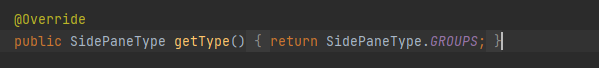 @Override
public SidePaneType getType() { return SidePaneType.GROUPS; }